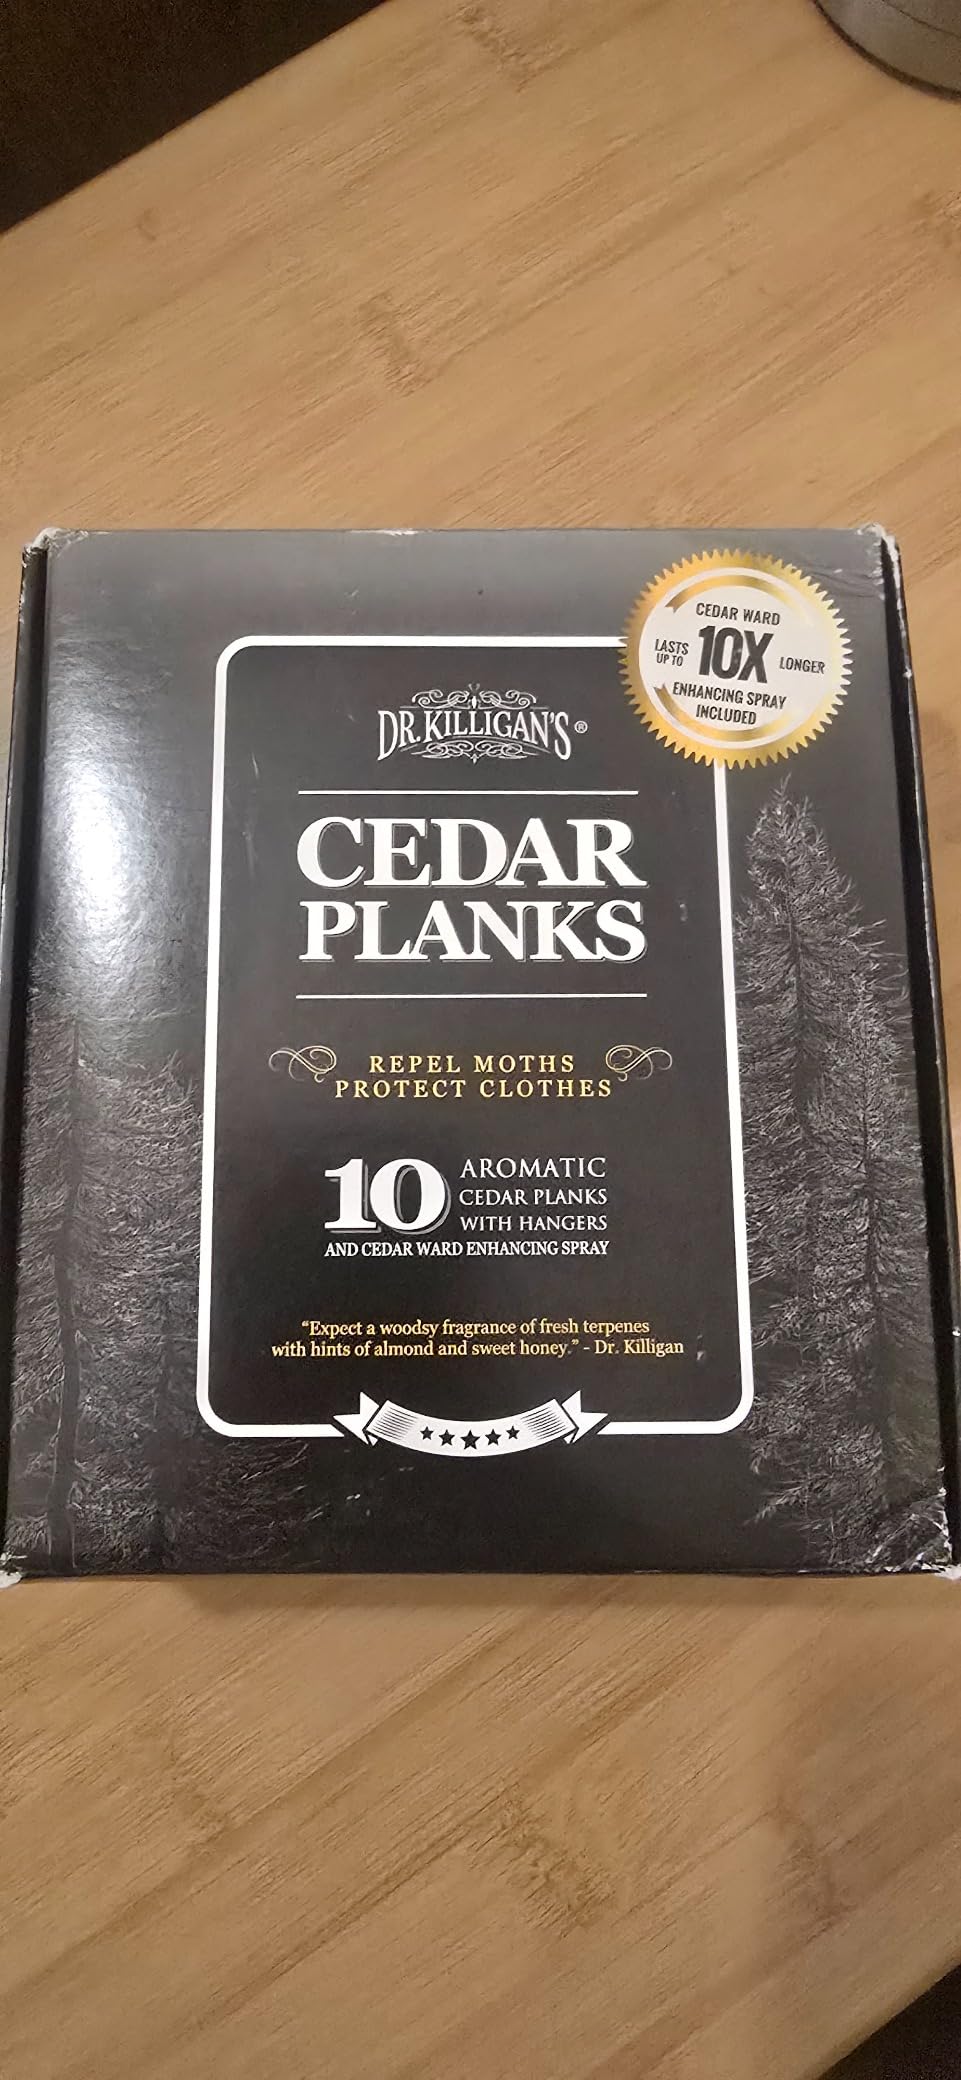 CEDAR WARD
LASTS
UP TO
10X
LONGER
ENHANCING SPRAY
INCLUDED
DR. KILLIGAN'S®
CEDAR
PLANKS
REPEL MOTHS
PROTECT CLOTHES
10
AROMATIC
CEDAR PLANKS
WITH HANGERS
AND CEDAR WARD ENHANCING SPRAY
“Expect a woodsy fragrance of fresh terpenes
with hints of almond and sweet honey.” - Dr. Killigan